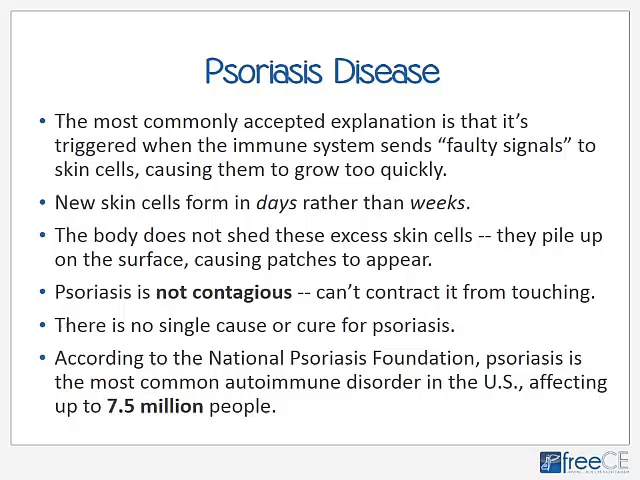 Psoriasis Disease
• The most commonly accepted explanation is that it’s
triggered when the immune system sends “faulty signals” to
skin cells, causing them to grow too quickly.
• New skin cells form in days rather than weeks.
• The body does not shed these excess skin cells -- they pile up
on the surface, causing patches to appear.
• Psoriasis is not contagious -- can’t contract it from touching.
• There is no single cause or cure for psoriasis.
• According to the National Psoriasis Foundation, psoriasis is
the most common autoimmune disorder in the U.S., affecting
up to 7.5 million people.
freeCE